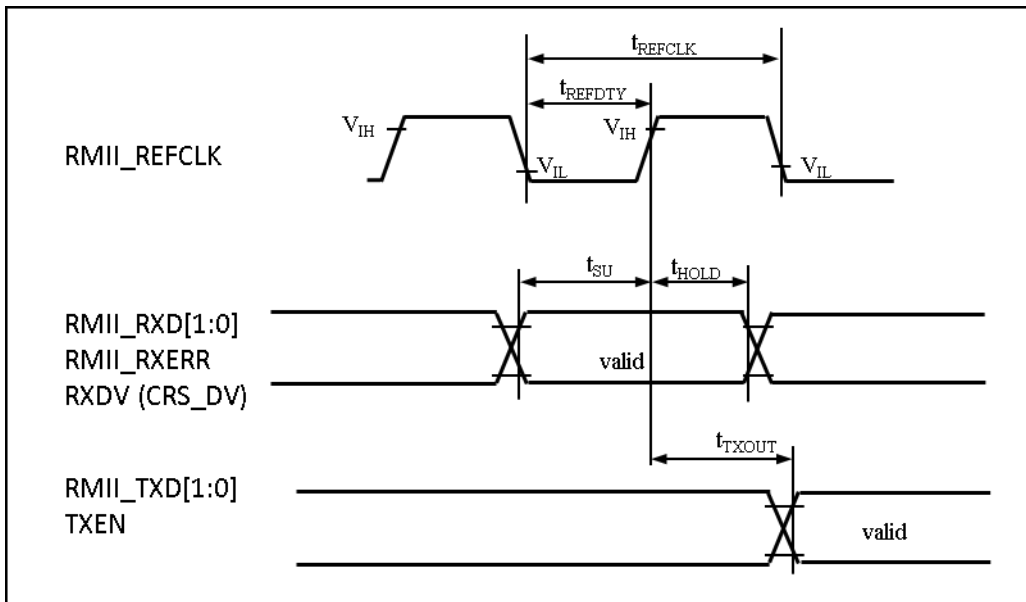 tREFCLK
tREFDTY
VIH VIH
RMII_REFCLK
VIL VIL
tSU tHOLD
RMII_RXD[1:0]
RMII_RXERR valid
RXDV (CRS_DV)
tTXOUT
RMII_TXD[1:0]
TXEN valid